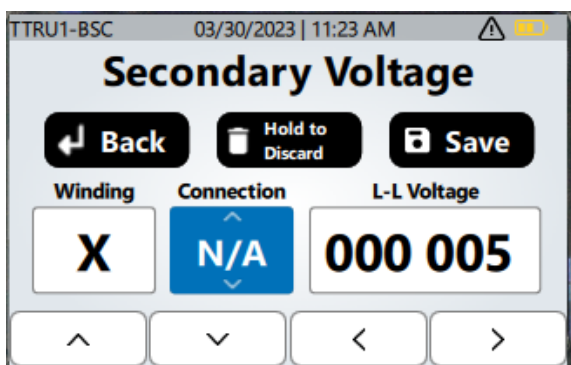 TTRU1-BSC 03/30/2023 | 11:23 AM
Secondary Voltage
Back Hold to Discard Save
Winding Connection L-L Voltage
X N/A 000 005